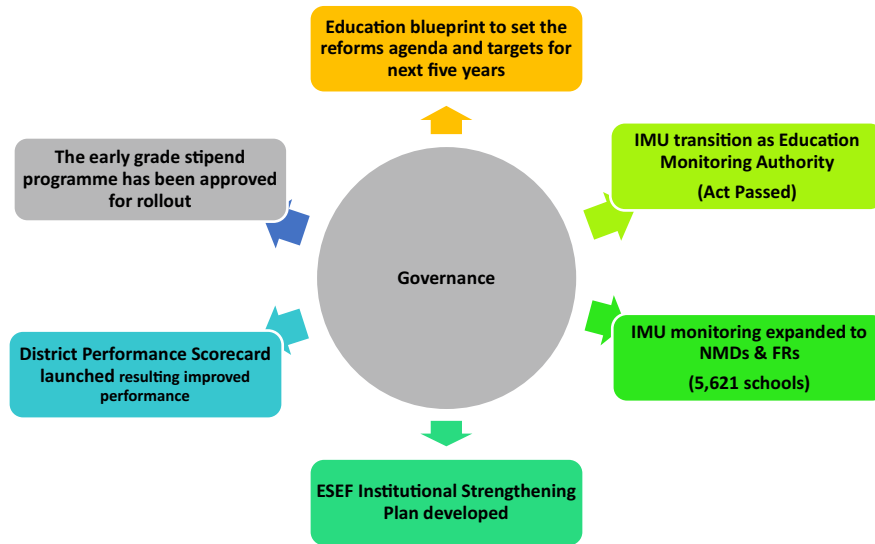 Education blueprint to set the
reforms agenda and targets for
next five years
IMU transition as Education
Monitoring Authority
(Act Passed)
The early grade stipend
programme has been approved
for rollout
Governance
IMU monitoring expanded to
NMDs & FRs
(5,621 schools)
District Performance Scorecard
launched resulting improved
performance
ESEF Institutional Strengthening
Plan developed